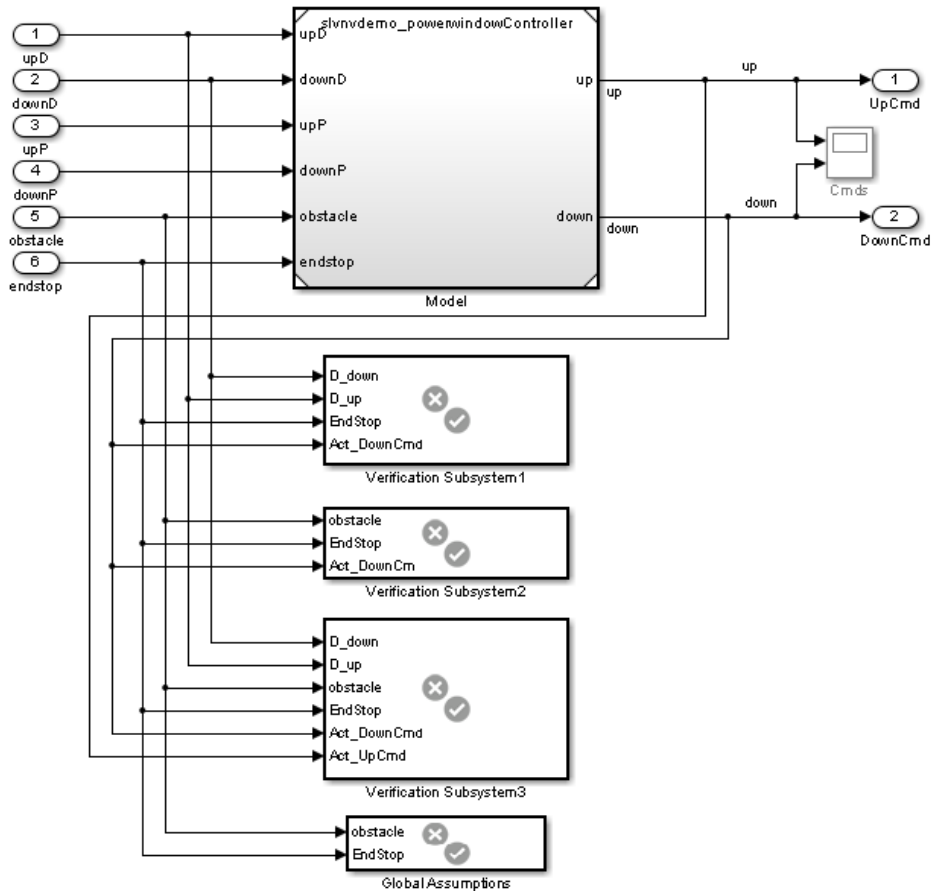 slvnvdemo_powerwindowController
1
upD
upD
2
downD
downD
up
up
up
1
UpCmd
3
upP
upP
Cmds
4
downP
downP
5
obstacle
obstacle
down
down
down
2
DownCmd
6
endstop
endstop
Model
D_down
D_up
EndStop
Act_DownCmd
Verification Subsystem1
obstacle
EndStop
Act_DownCm
Verification Subsystem2
D_down
D_up
obstacle
EndStop
Act_DownCmd
Act_UpCmd
Verification Subsystem3
obstacle
EndStop
Global Assumptions